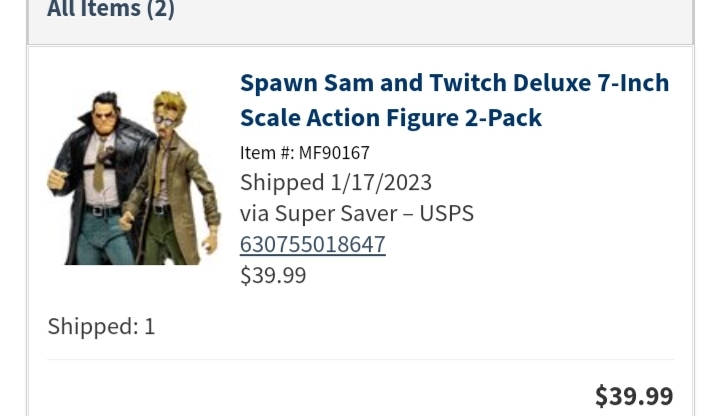 All Items (2)
Spawn Sam and Twitch Deluxe 7-Inch
Scale Action Figure 2-Pack
Item #: MF90167
Shipped 1/17/2023
via Super Saver – USPS
630755018647
$39.99
Shipped: 1
$39.99